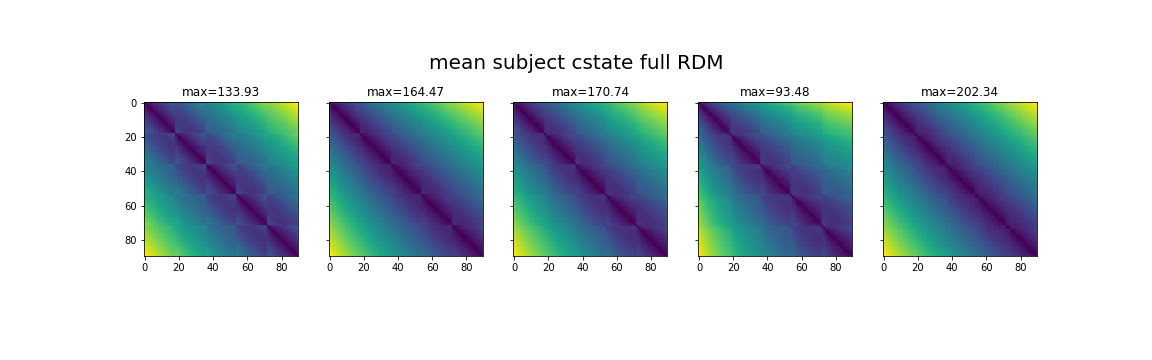 mean subject cstate full RDM
max=133.93 max=164.47 max=170.74 max=93.48 max=202.34
0
20
40
60
80
0 20 40 60 80 0 20 40 60 80 0 20 40 60 80 0 20 40 60 80 0 20 40 60 80